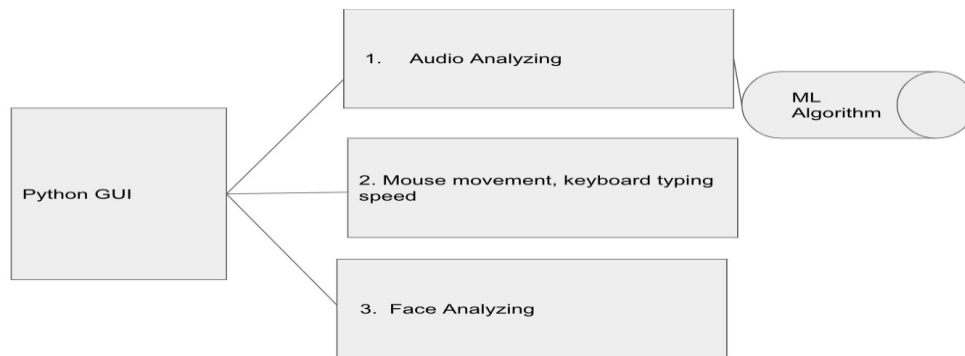 1. Audio Analyzing
ML
Algorithm
Python GUI
2. Mouse movement, keyboard typing
speed
3. Face Analyzing